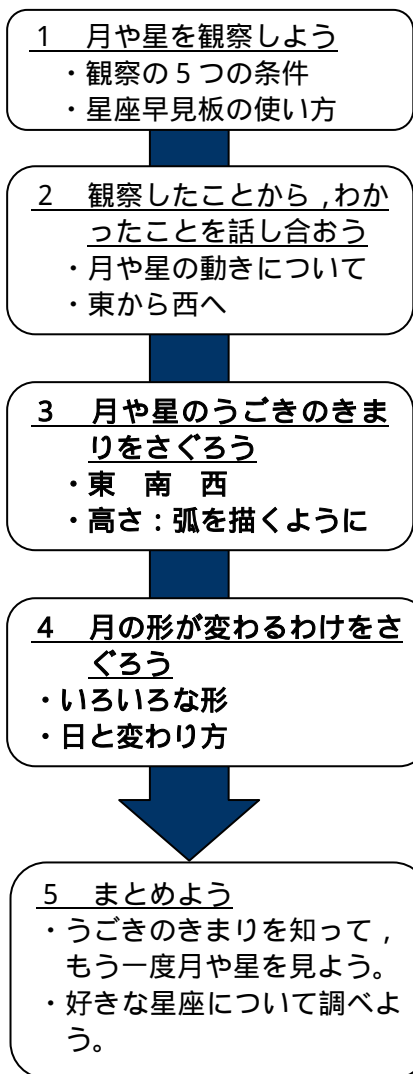 1 月や星を観察しよう
・観察の5つの条件
・星座早見板の使い方
2 観察したことから,わか
ったことを話し合おう
・月や星の動きについて
・東から西へ
3 月や星のうごきのきま
りをさぐろう
・東 南 西
・高さ:弧を描くように
4 月の形が変わるわけをさ
ぐろう
・いろいろな形
・日と変わり方
5 まとめよう
・うごきのきまりを知って,
もう一度月や星を見よう。
・好きな星座について調べよ
う。